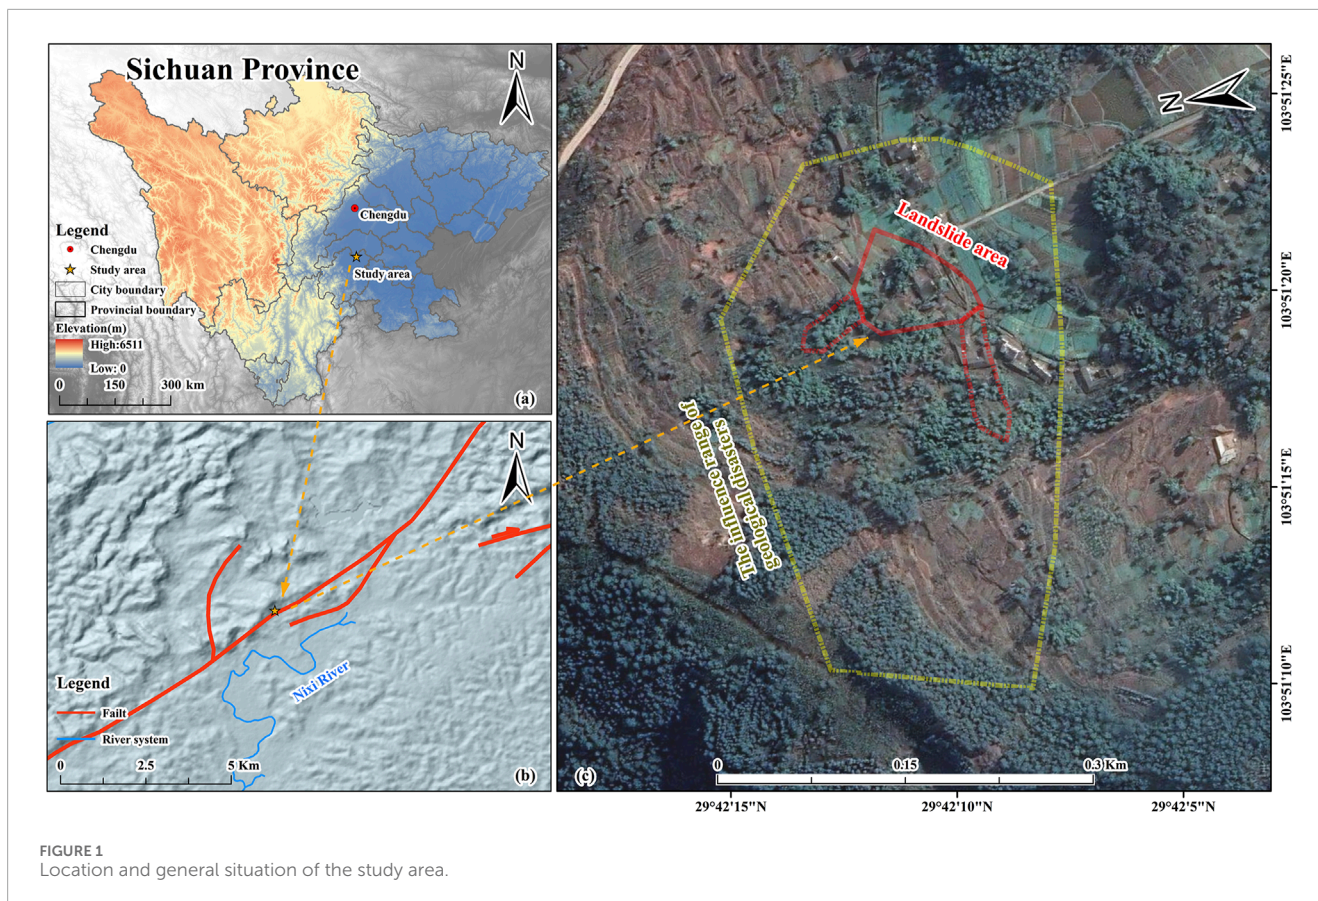 Sichuan Province
N
Chengdu
Study area
Legend
Chengdu
Study area
City boundary
Provincial boundary
Elevation(m)
High:6511
Low: 0
0 150 300 km
(a)
N
Nixi River
Legend
Failt
River system
0 2.5 5 Km
(b)
N
Landslide area
The influence range of
geological disasters
(c)
0 0.15 0.3 Km
103°51'25"E
103°51'20"E
103°51'15"E
103°51'10"E
29°42'15"N 29°42'10"N 29°42'5"N
FIGURE 1
Location and general situation of the study area.